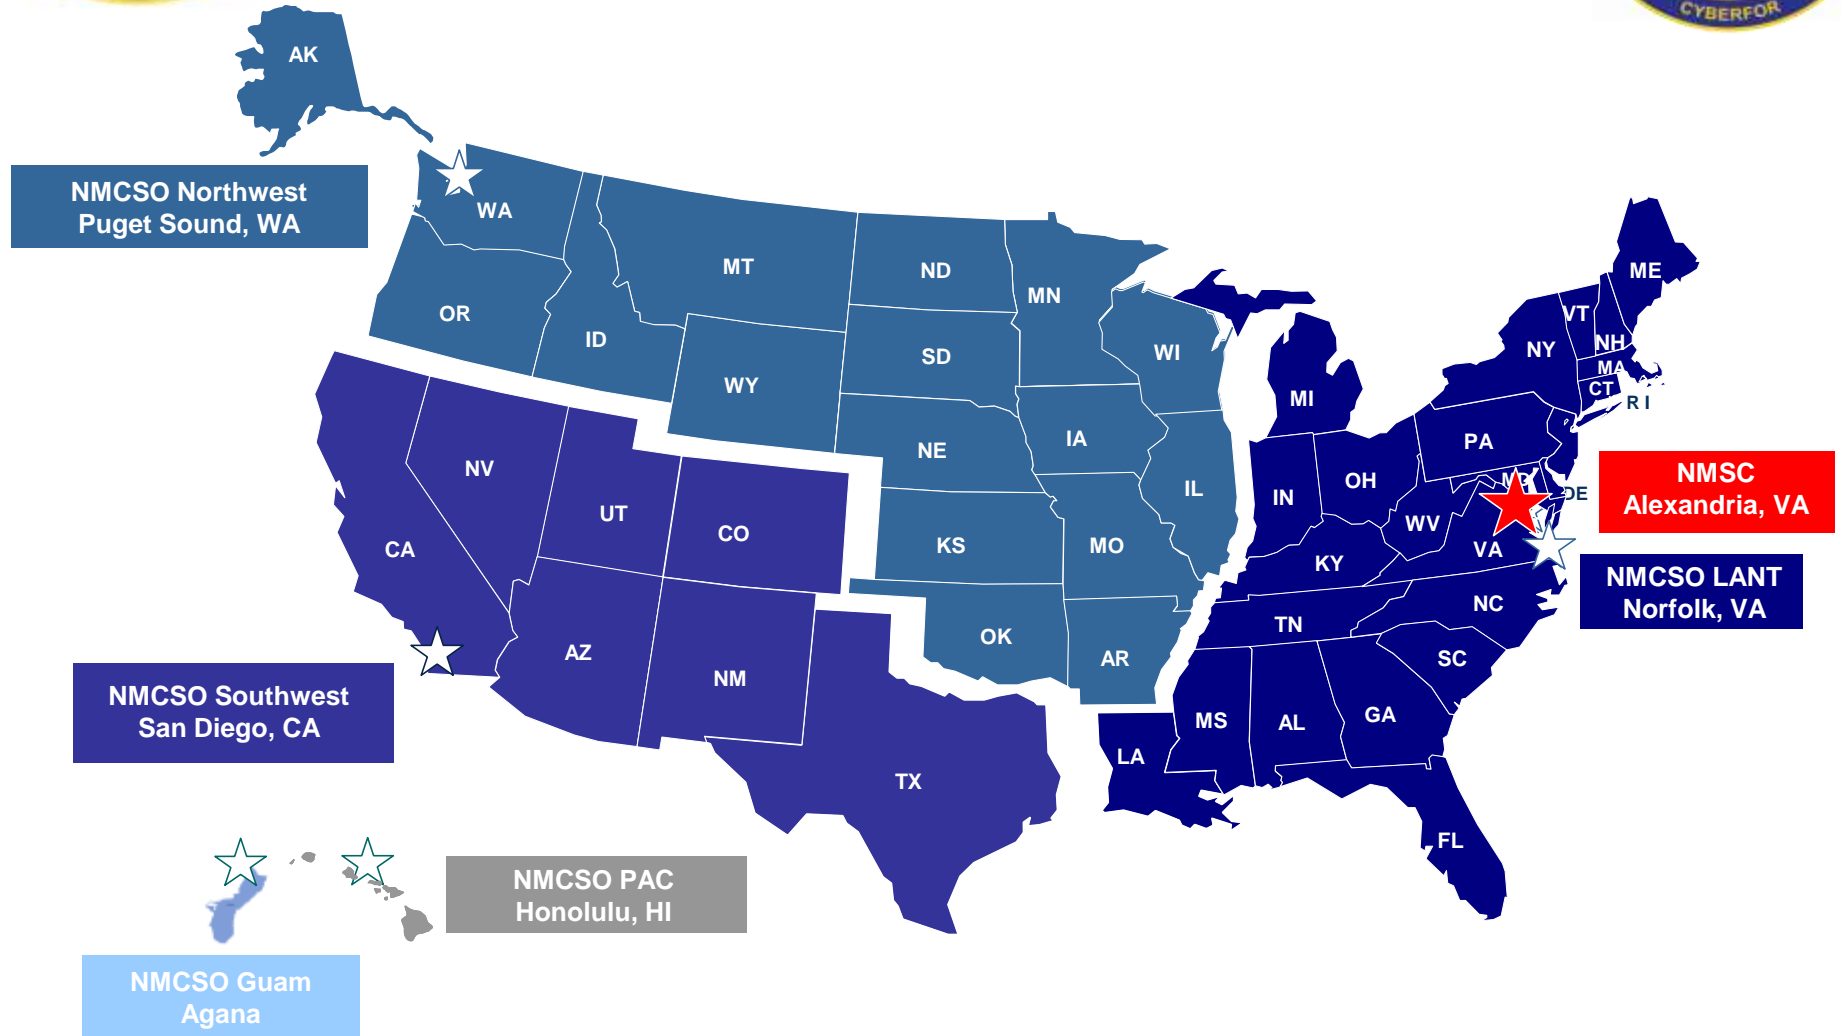 CYBERFOR
AK
NMCSO Northwest
Puget Sound, WA
WA
MT
ND
MN
OR
ID
SD
WI
WY
ME
VT
NH
NY
MA
CT
R I
MI
PA
IA
NE
NV
UT
CO
IL
IN
OH
MD
DE
WV
VA
NMSC
Alexandria, VA
CA
KS
MO
KY
NMCSO LANT
Norfolk, VA
NC
TN
SC
OK
AR
AZ
NM
NMCSO Southwest
San Diego, CA
MS
AL
GA
LA
TX
FL
NMCSO PAC
Honolulu, HI
NMCSO Guam
Agana